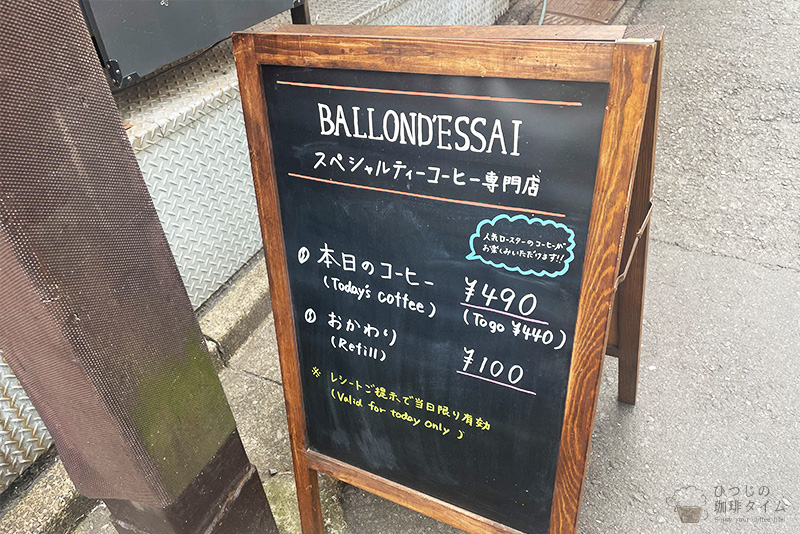 BALLOND'ESSAI
スペシャルティーコーヒー専門店
人気ロースターのコーヒーが
お楽しみいただけます!!
本日のコーヒー ¥490
(Today's coffee) (Togo ¥440)
おかわり ¥100
(Refill)
※ レシートご提示で当日限り有効
(Valid for today only)
ひつじの
珈琲タイム
Enjoy your coffee life!